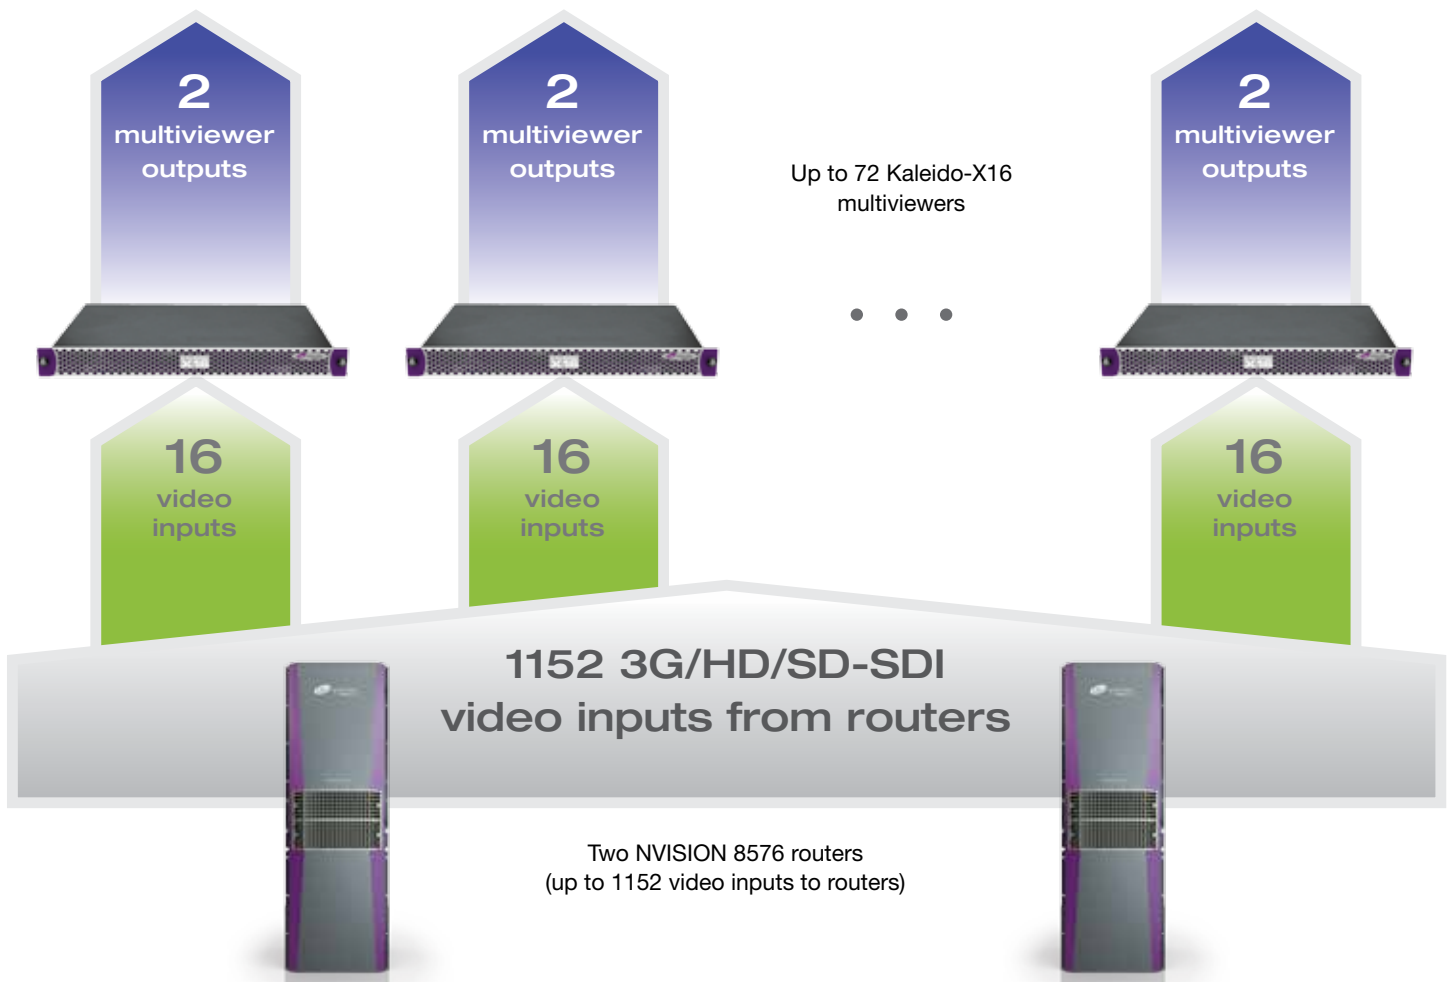 2
multiviewer
outputs
2
multiviewer
outputs
2
multiviewer
outputs
Up to 72 Kaleido-X16
multiviewers
16
video
inputs
16
video
inputs
16
video
inputs
1152 3G/HD/SD-SDI
video inputs from routers
Two NVISION 8576 routers
(up to 1152 video inputs to routers)